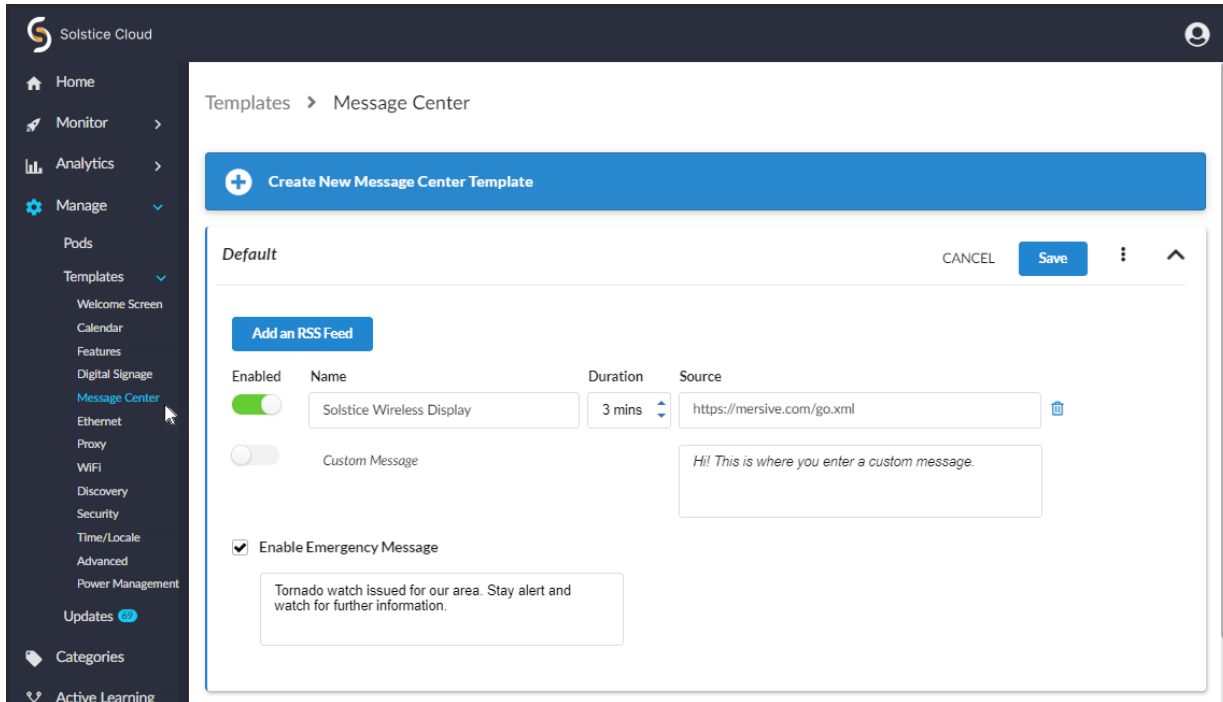 Solstice Cloud
Home
Monitor
Analytics
Manage
Pods
Templates
Welcome Screen
Calendar
Features
Digital Signage
Message Center
Ethernet
Proxy
WiFi
Discovery
Security
Time/Locale
Advanced
Power Management
Updates 69
Categories
Active Learning
Templates > Message Center
Create New Message Center Template
Default
CANCEL
Save
Add an RSS Feed
Enabled Name Duration Source
Solstice Wireless Display 3 mins https://mersive.com/go.xml
Custom Message Hi! This is where you enter a custom message.
Enable Emergency Message
Tornado watch issued for our area. Stay alert and
watch for further information.